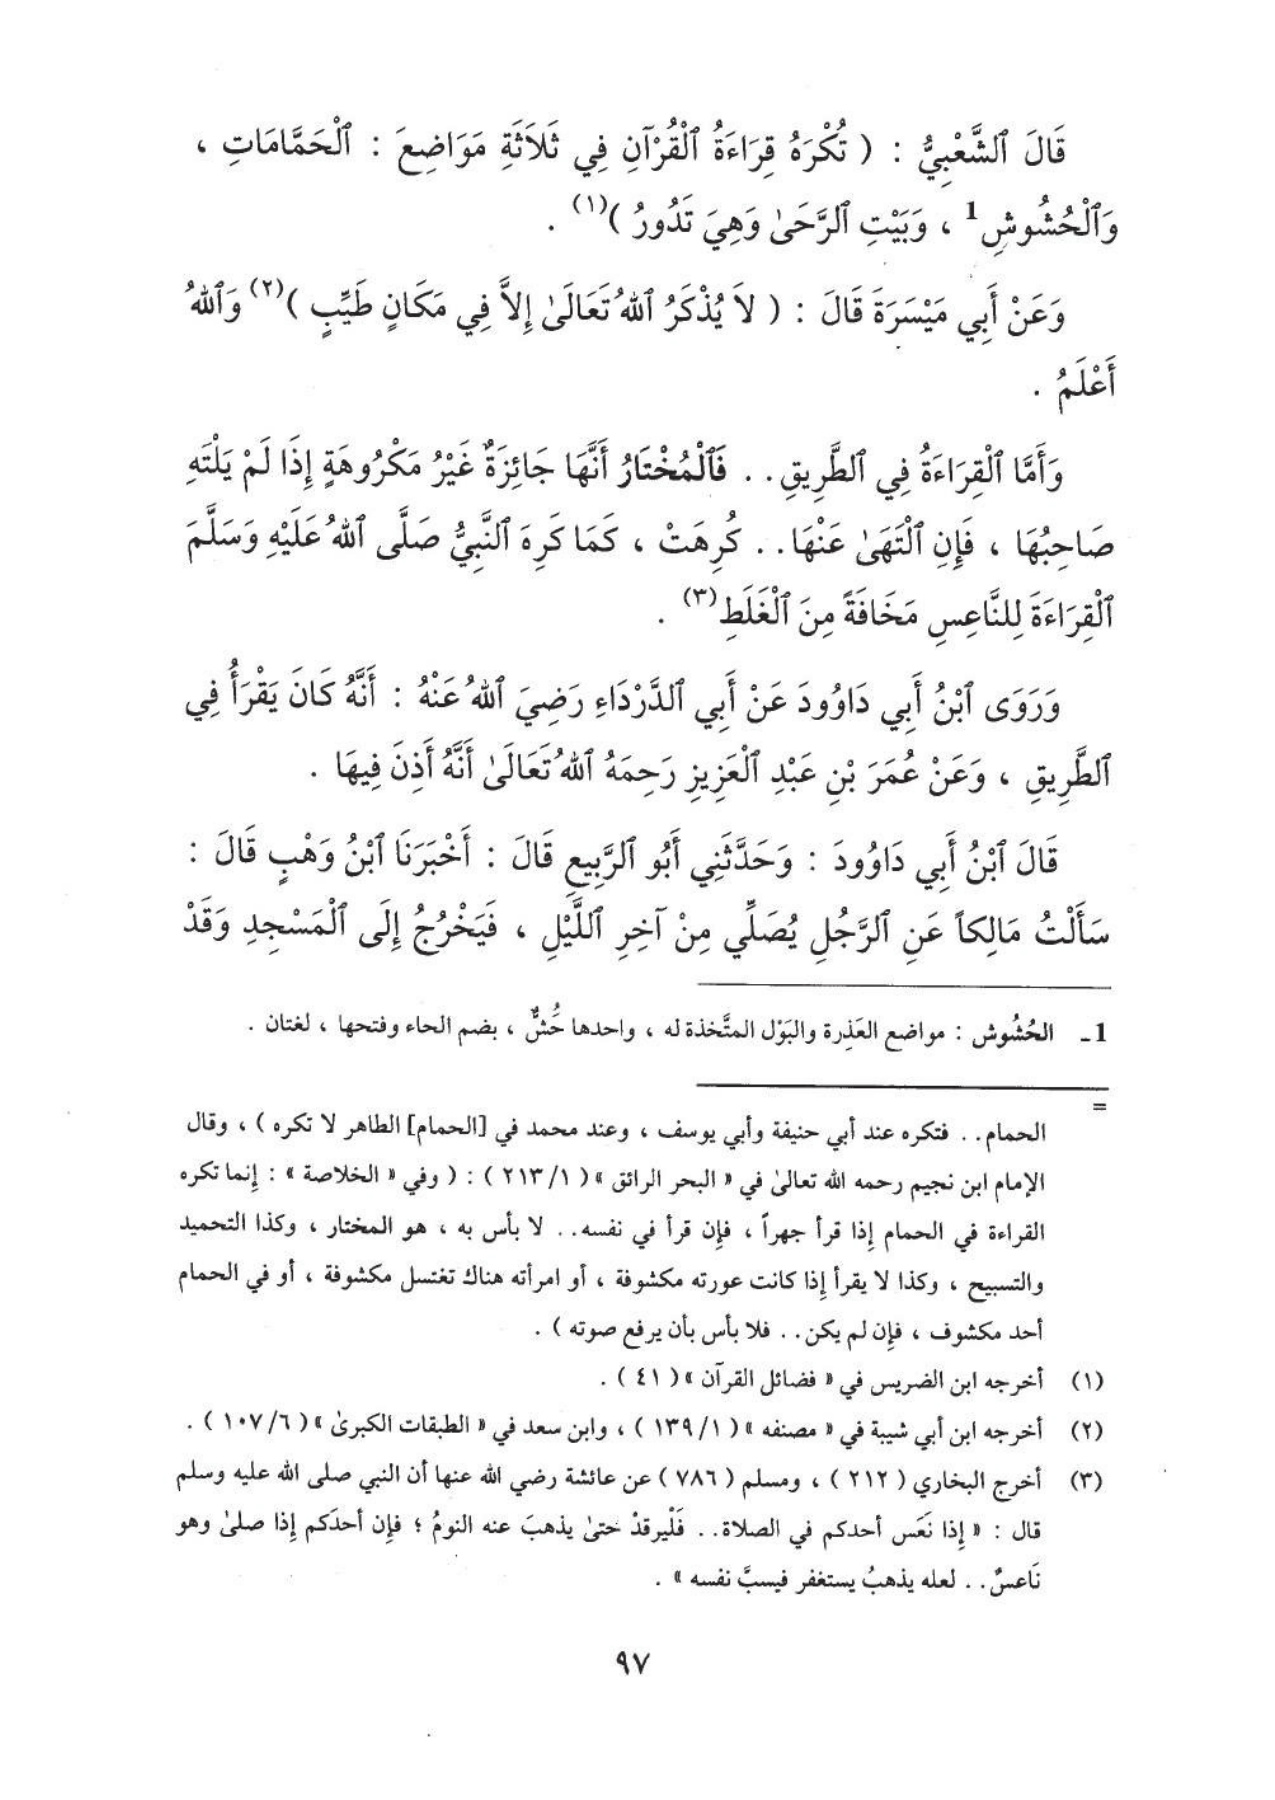 قَالَ ٱلشَّعْبِيُّ : ( تُكْرَهُ قِرَاءَةُ ٱلْقُرْآنِ فِي ثَلاَثَةِ مَوَاضِعَ : ٱلْحَمَّامَاتِ ،
وَٱلْحُشُوشِ1 ، وَبَيْتِ ٱلرَّحَىٰ وَهِيَ تَدُورُ )(١) .
وَعَنْ أَبِي مَيْسَرَةَ قَالَ : ( لاَ يُذْكَرُ ٱللهُ تَعَالَىٰ إِلاَّ فِي مَكَانٍ طَيِّبٍ )(٢) وَٱللهُ
أَعْلَمُ .
وَأَمَّا ٱلْقِرَاءَةُ فِي ٱلطَّرِيقِ . . فَٱلْمُخْتَارُ أَنَّهَا جَائِزَةٌ غَيْرُ مَكْرُوهَةٍ إِذَا لَمْ يَلْتَهِ
صَاحِبُهَا ، فَإِنِ ٱلْتَهَىٰ عَنْهَا . . كُرِهَتْ ، كَمَا كَرِهَ ٱلنَّبِيُّ صَلَّى ٱللهُ عَلَيْهِ وَسَلَّمَ
ٱلْقِرَاءَةَ لِلنَّاعِسِ مَخَافَةً مِنَ ٱلْغَلَطِ(٣) .
وَرَوَى ٱبْنُ أَبِي دَاوُودَ عَنْ أَبِي ٱلدَّرْدَاءِ رَضِيَ ٱللهُ عَنْهُ : أَنَّهُ كَانَ يَقْرَأُ فِي
ٱلطَّرِيقِ ، وَعَنْ عُمَرَ بْنِ عَبْدِ ٱلْعَزِيزِ رَحِمَهُ ٱللهُ تَعَالَىٰ أَنَّهُ أَذِنَ فِيهَا .
قَالَ ٱبْنُ أَبِي دَاوُودَ : وَحَدَّثَنِي أَبُو ٱلرَّبِيعِ قَالَ : أَخْبَرَنَا ٱبْنُ وَهْبٍ قَالَ :
سَأَلْتُ مَالِكاً عَنِ ٱلرَّجُلِ يُصَلِّي مِنْ آخِرِ ٱللَّيْلِ ، فَيَخْرُجُ إِلَى ٱلْمَسْجِدِ وَقَدْ
1ـ الحُشُوش : مواضع العَذِرة والبَوْل المتَّخذة له ، واحدها حُشٌّ ، بضم الحاء وفتحها ، لغتان .
=
الحمام . . فتكره عند أبي حنيفة وأبي يوسف ، وعند محمد في [الحمام] الطاهر لا تكره ) ، وقال
الإمام ابن نجيم رحمه الله تعالىٰ في « البحر الرائق » ( ٢١٣/١ ) : ( وفي « الخلاصة » : إنما تكره
القراءة في الحمام إذا قرأ جهراً ، فإن قرأ في نفسه . . لا بأس به ، هو المختار ، وكذا التحميد
والتسبيح ، وكذا لا يقرأ إذا كانت عورته مكشوفة ، أو امرأته هناك تغتسل مكشوفة ، أو في الحمام
أحد مكشوف ، فإن لم يكن . . فلا بأس بأن يرفع صوته ) .
(١) أخرجه ابن الضريس في « فضائل القرآن » ( ٤١ ) .
(٢) أخرجه ابن أبي شيبة في « مصنفه » ( ١٣٩/١ ) ، وابن سعد في « الطبقات الكبرىٰ » ( ١٠٧/٦ ) .
(٣) أخرج البخاري ( ٢١٢ ) ، ومسلم ( ٧٨٦ ) عن عائشة رضي الله عنها أن النبي صلى الله عليه وسلم
قال : « إذا نَعَس أحدكم في الصلاة . . فَلْيرقدْ حتىٰ يذهبَ عنه النومُ ؛ فإن أحدَكم إذا صلىٰ وهو
نَاعسٌ . . لعله يذهبُ يستغفر فيسبَّ نفسه » .
٩٧